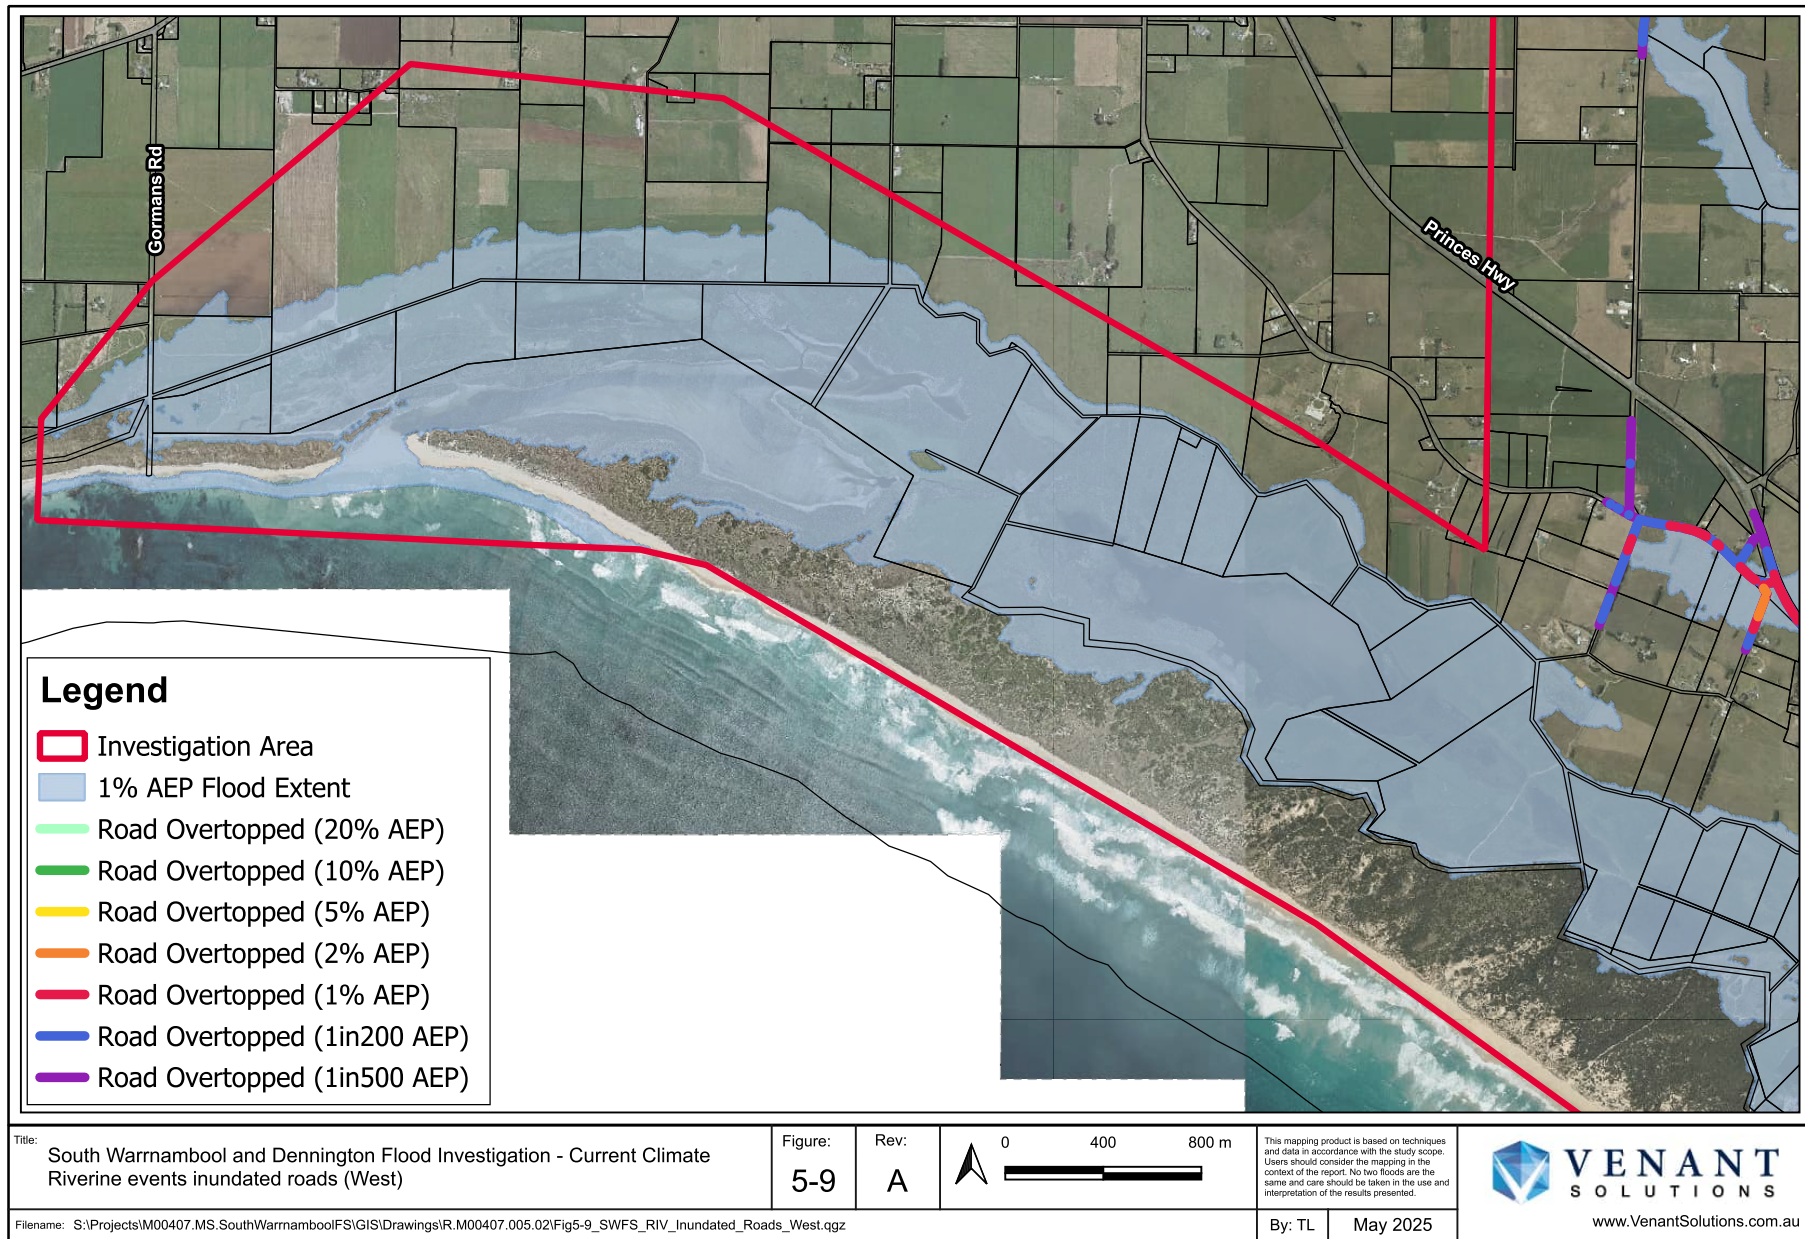 Gormans Rd
Princes Hwy
Legend
Investigation Area
1% AEP Flood Extent
Road Overtopped (20% AEP)
Road Overtopped (10% AEP)
Road Overtopped (5% AEP)
Road Overtopped (2% AEP)
Road Overtopped (1% AEP)
Road Overtopped (1in200 AEP)
Road Overtopped (1in500 AEP)
Title:
South Warrnambool and Dennington Flood Investigation - Current Climate
Riverine events inundated roads (West)
Figure:
5-9
Rev:
A
0 400 800 m
This mapping product is based on techniques
and data in accordance with the study scope.
Users should consider the mapping in the
context of the report. No two floods are the
same and care should be taken in the use and
interpretation of the results presented.
VENANT
SOLUTIONS
Filename: S:\Projects\M00407.MS.SouthWarrnamboolFS\GIS\Drawings\R.M00407.005.02\Fig5-9_SWFS_RIV_Inundated_Roads_West.qgz
By: TL
May 2025
www.VenantSolutions.com.au